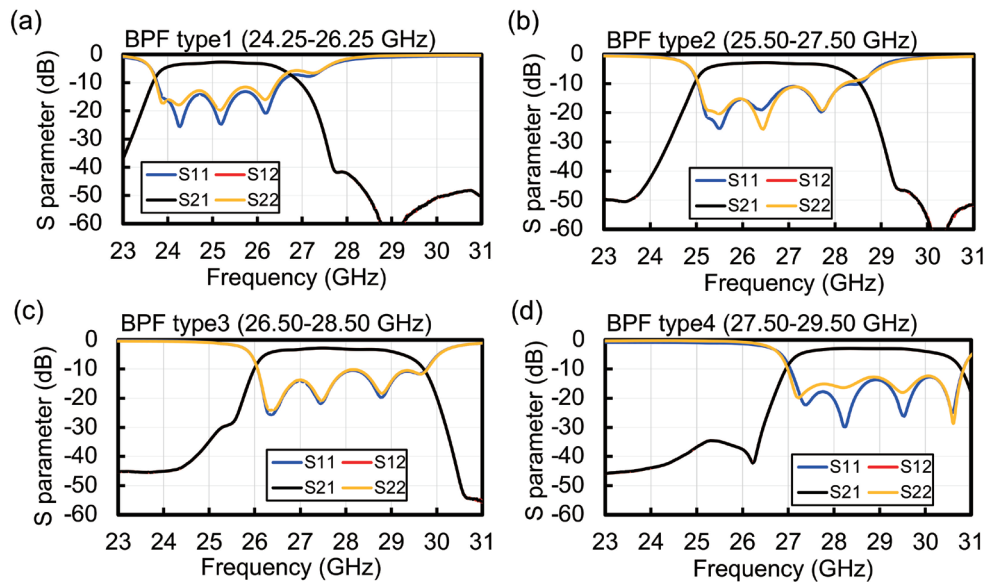 (a)
BPF type1 (24.25-26.25 GHz)
S parameter (dB)
0
-10
-20
-30
-40
-50
-60
S11 S12
S21 S22
23 24 25 26 27 28 29 30 31
Frequency (GHz)
(b)
BPF type2 (25.50-27.50 GHz)
S parameter (dB)
0
-10
-20
-30
-40
-50
-60
S11 S12
S21 S22
23 24 25 26 27 28 29 30 31
Frequency (GHz)
(c)
BPF type3 (26.50-28.50 GHz)
S parameter (dB)
0
-10
-20
-30
-40
-50
-60
S11 S12
S21 S22
23 24 25 26 27 28 29 30 31
Frequency (GHz)
(d)
BPF type4 (27.50-29.50 GHz)
S parameter (dB)
0
-10
-20
-30
-40
-50
-60
S11 S12
S21 S22
23 24 25 26 27 28 29 30 31
Frequency (GHz)